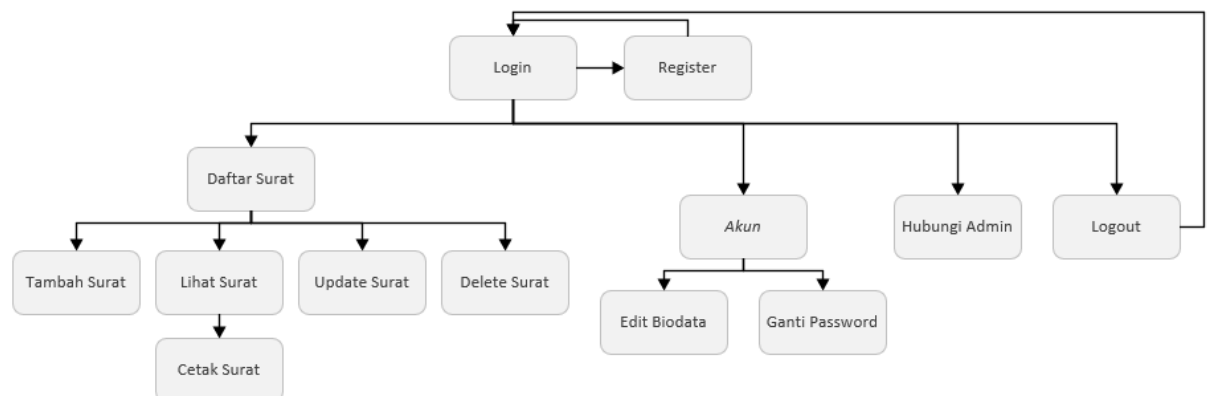 Login
Register
Daftar Surat
Akun
Hubungi Admin
Logout
Tambah Surat
Lihat Surat
Update Surat
Delete Surat
Edit Biodata
Ganti Password
Cetak Surat